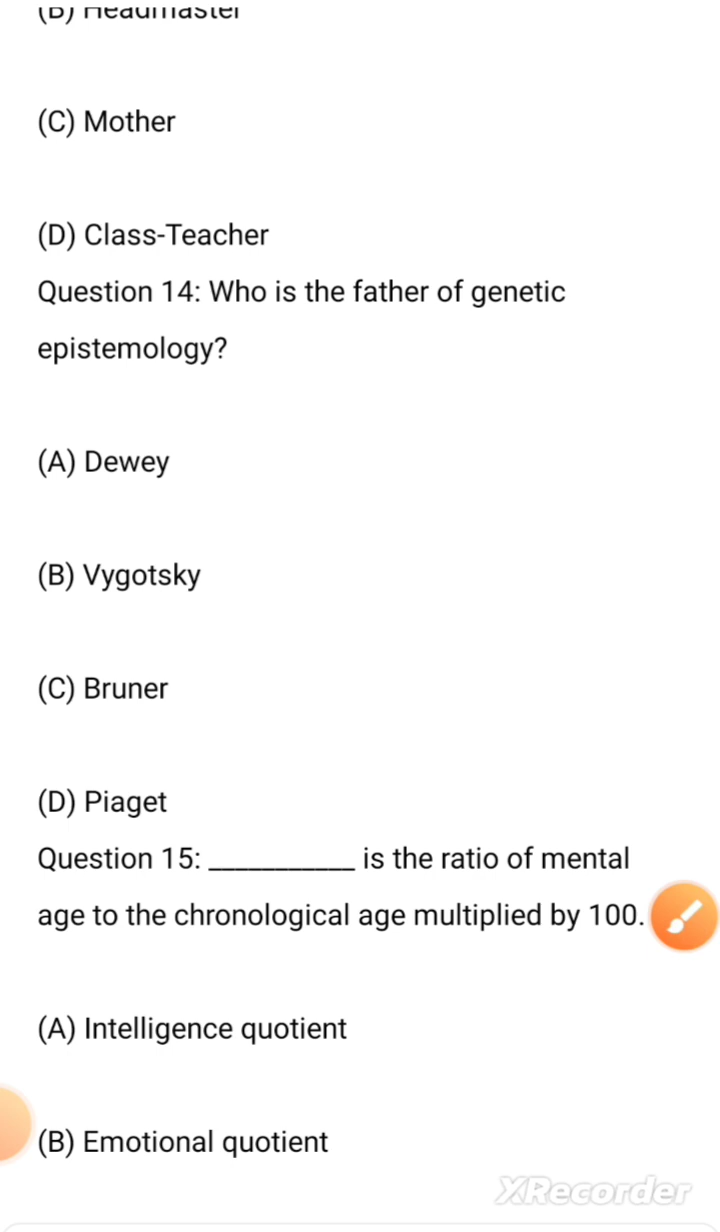 (B) Headmaster
(C) Mother
(D) Class-Teacher
Question 14: Who is the father of genetic
epistemology?
(A) Dewey
(B) Vygotsky
(C) Bruner
(D) Piaget
Question 15: ___________ is the ratio of mental
age to the chronological age multiplied by 100.
(A) Intelligence quotient
(B) Emotional quotient
XRecorder